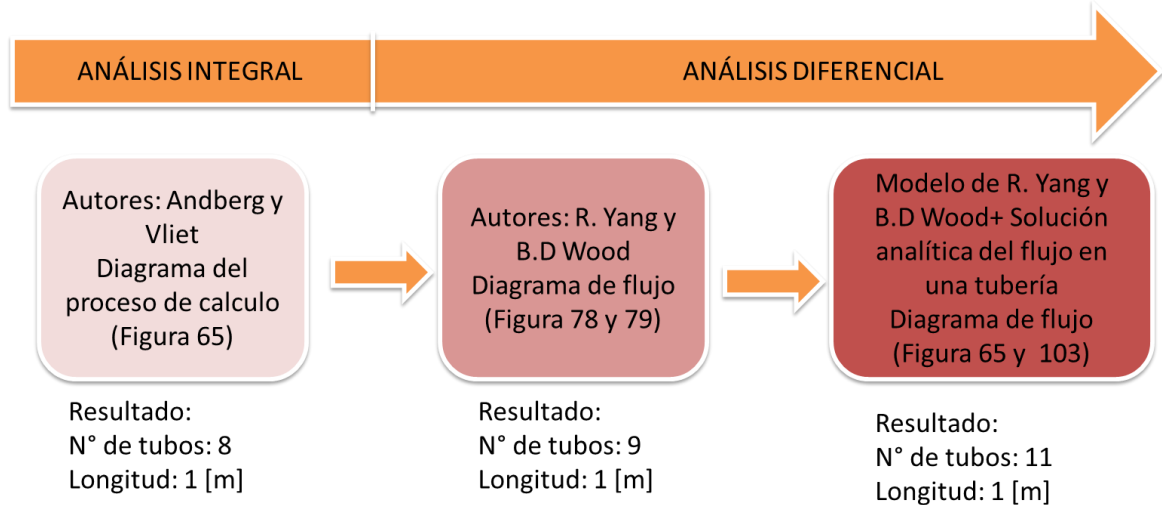 ANÁLISIS INTEGRAL
ANÁLISIS DIFERENCIAL
Autores: Andberg y
Vliet
Diagrama del
proceso de calculo
(Figura 65)
Autores: R. Yang y
B.D Wood
Diagrama de flujo
(Figura 78 y 79)
Modelo de R. Yang y
B.D Wood+ Solución
analítica del flujo en
una tubería
Diagrama de flujo
(Figura 65 y 103)
Resultado:
N° de tubos: 8
Longitud: 1 [m]
Resultado:
N° de tubos: 9
Longitud: 1 [m]
Resultado:
N° de tubos: 11
Longitud: 1 [m]